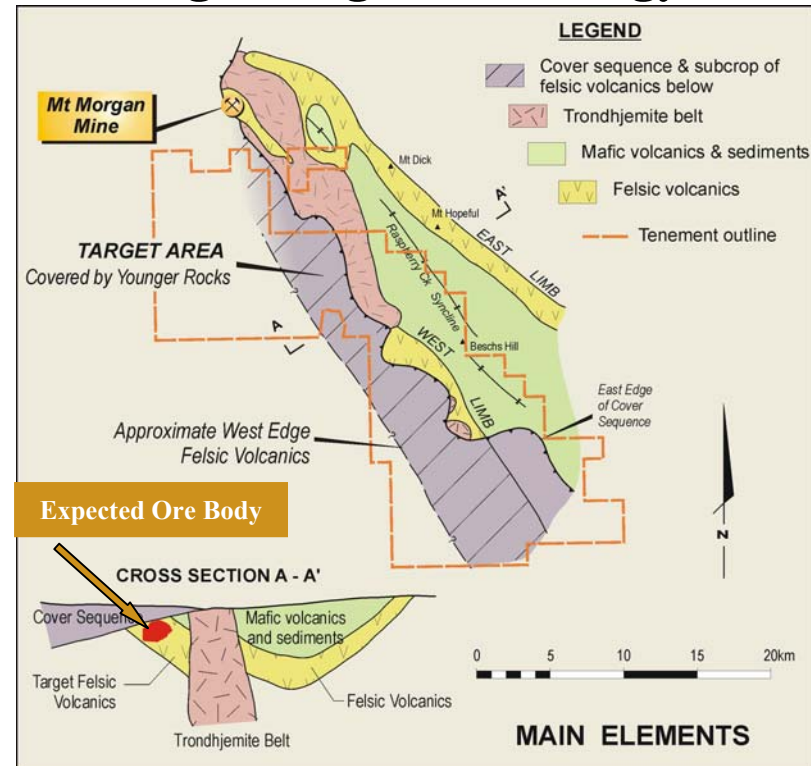 LEGEND
Cover sequence & subcrop of
felsic volcanics below
Trondhjemite belt
Mafic volcanics & sediments
Felsic volcanics
Tenement outline
Mt Morgan
Mine
Mt Dick
A'
Mt Hopeful
EAST
LIMB
TARGET AREA
Covered by Younger Rocks
Raspberry Ck
Syncline
?
A
WEST
LIMB
Beschs Hill
East Edge
of Cover
Sequence
Approximate West Edge
Felsic Volcanics
?
?
N
Expected Ore Body
CROSS SECTION A - A'
Cover Sequence
Mafic volcanics
and sediments
Target Felsic
Volcanics
Felsic Volcanics
Trondhjemite Belt
0 5 10 15 20km
MAIN ELEMENTS